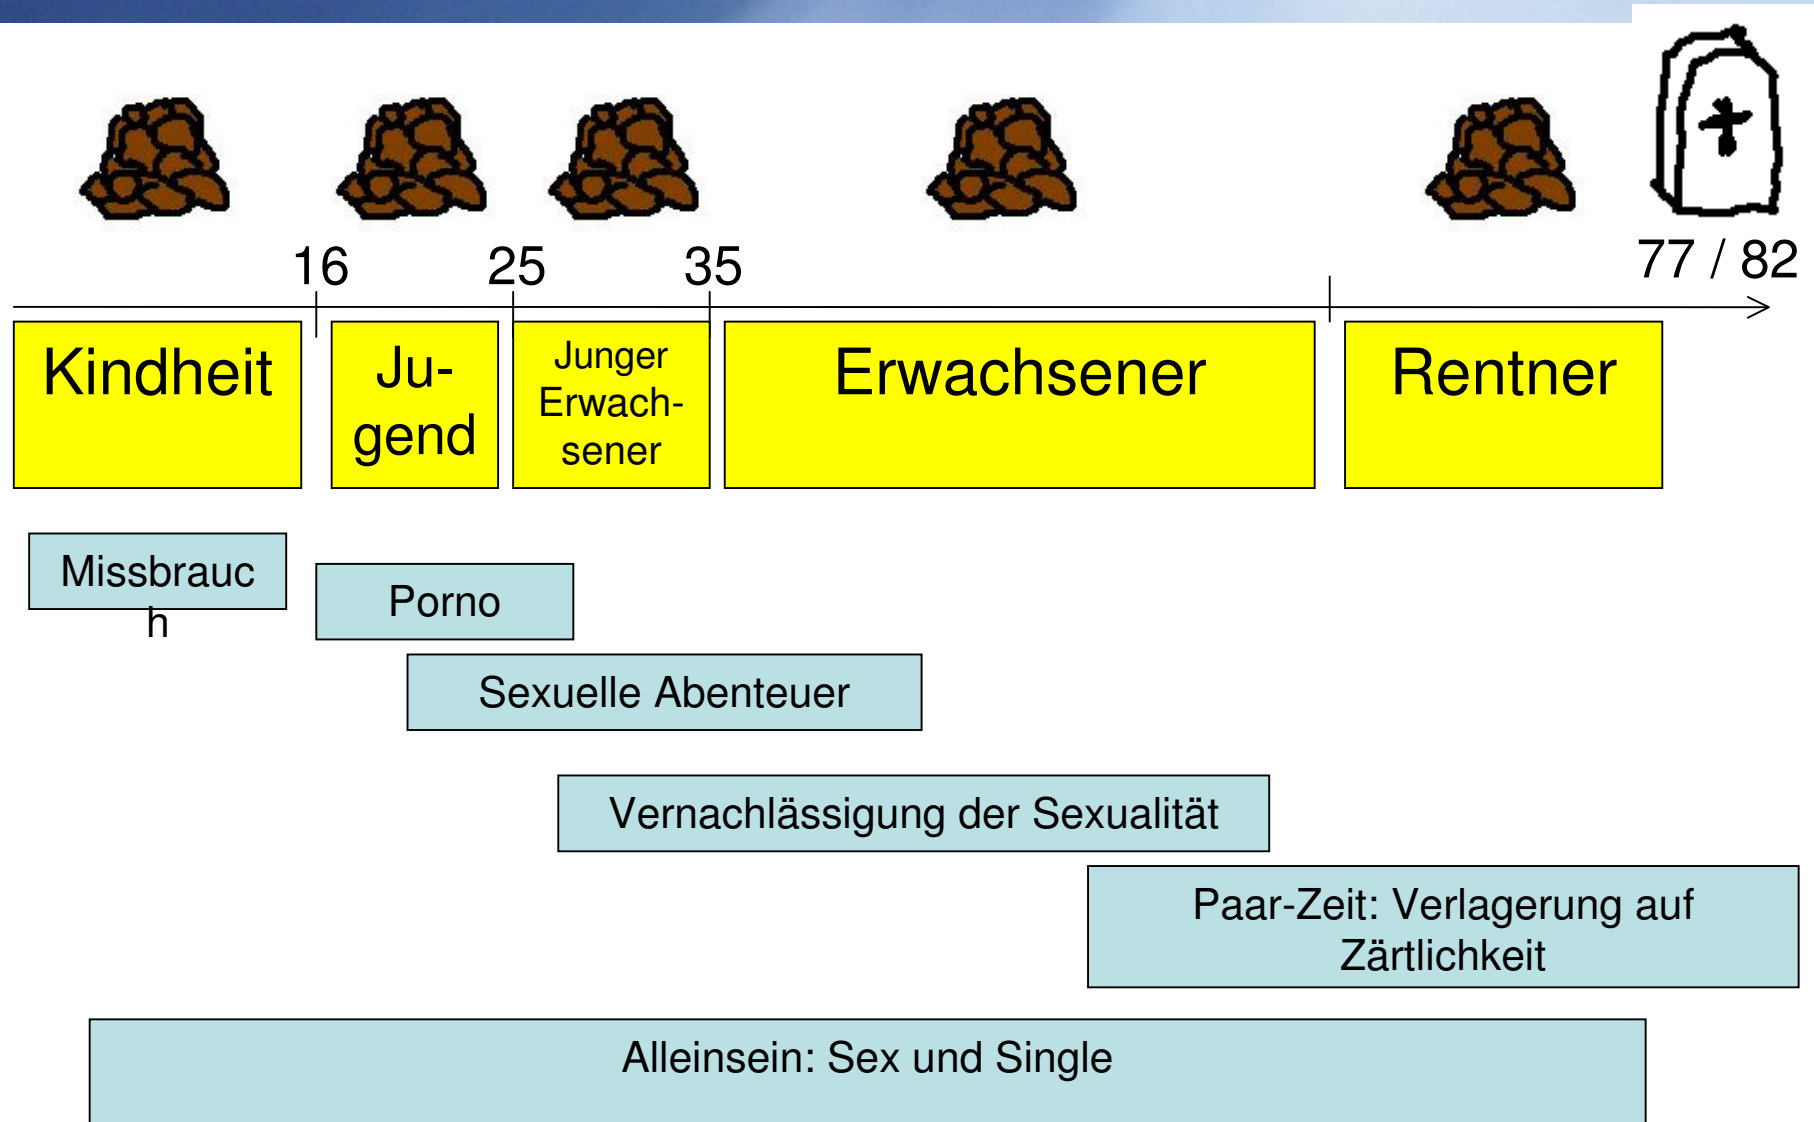 16
25
35
77 / 82
Kindheit
Ju-
gend
Junger
Erwach-
sener
Erwachsener
Rentner
Missbrauc
h
Porno
Sexuelle Abenteuer
Vernachlässigung der Sexualität
Paar-Zeit: Verlagerung auf
Zärtlichkeit
Alleinsein: Sex und Single